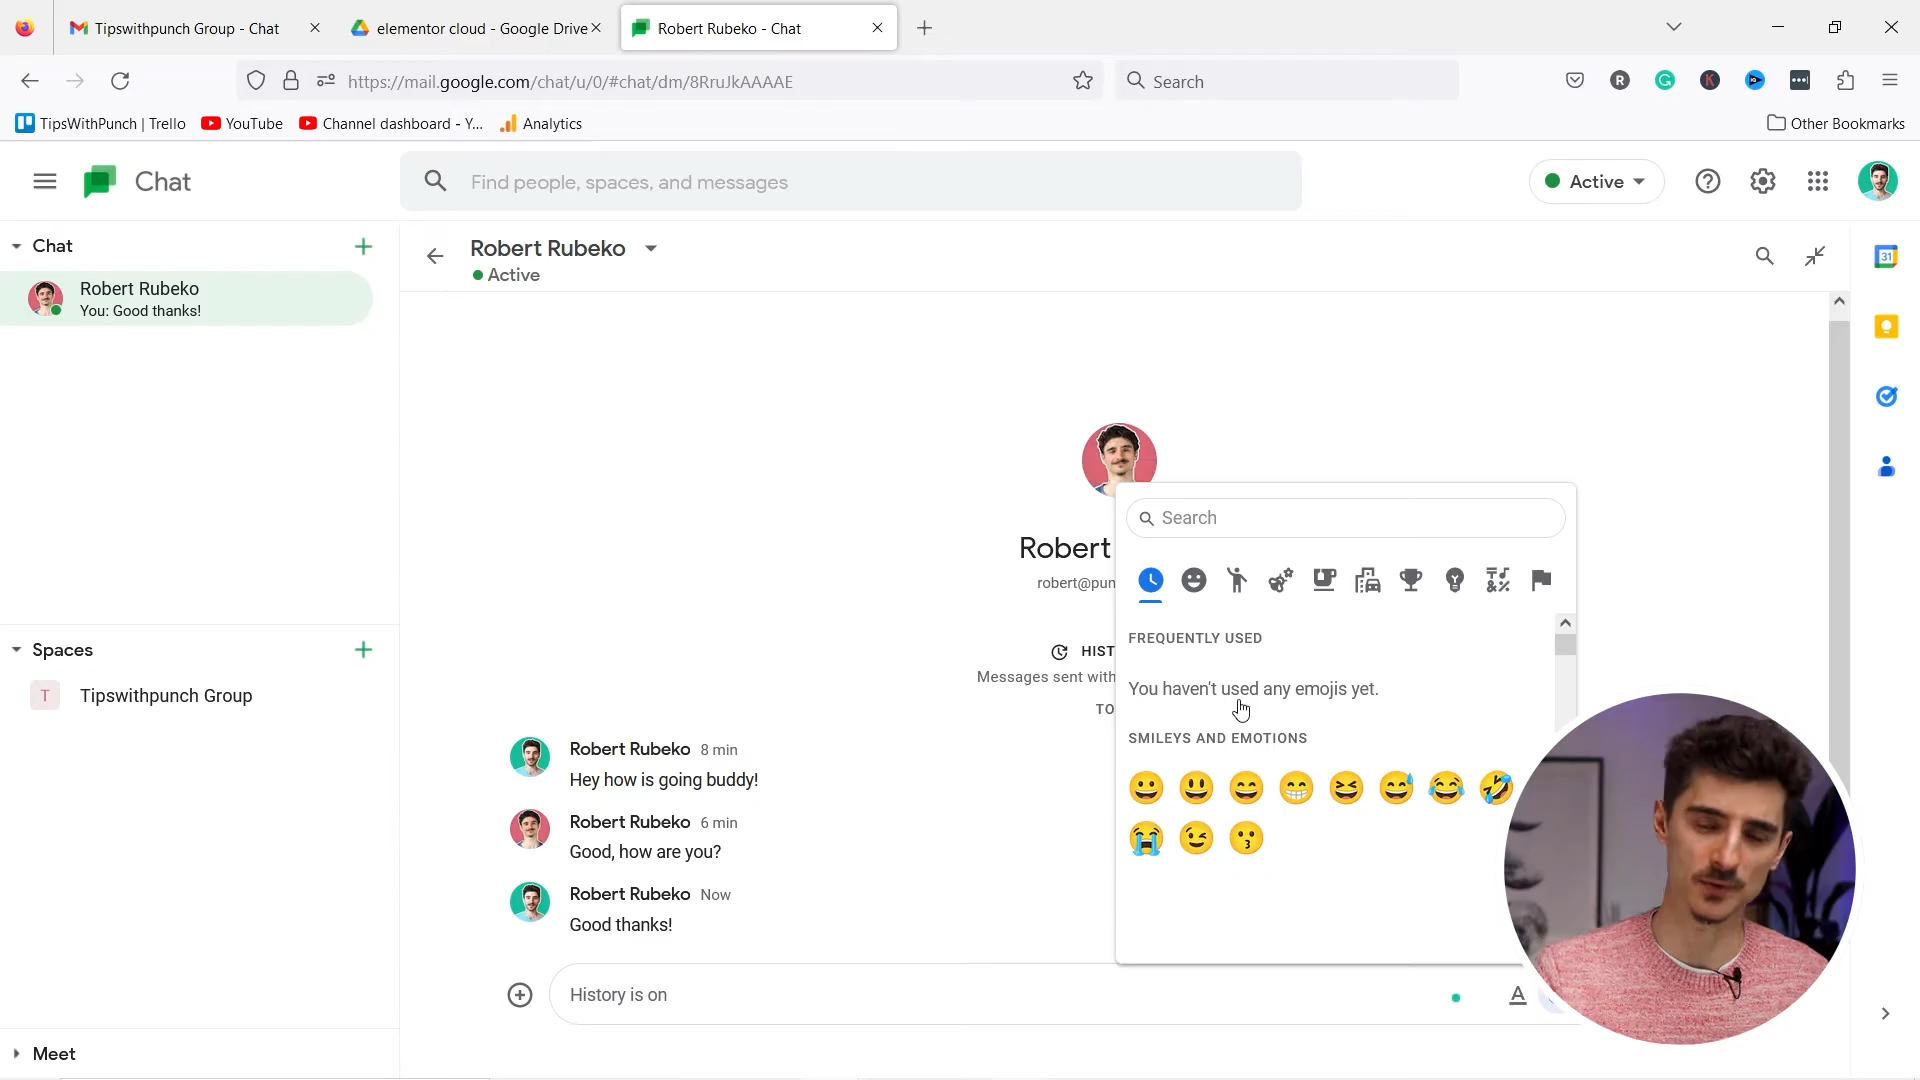 Tipswithpunch Group - Chat
elementor cloud - Google Drive
Robert Rubeko - Chat
https://mail.google.com/chat/u/0/#chat/dm/8RruJkAAAAE
Search
TipsWithPunch | Trello
YouTube
Channel dashboard - Y...
Analytics
Other Bookmarks
Chat
Find people, spaces, and messages
Active
Chat
Robert Rubeko
You: Good thanks!
Robert Rubeko
Active
Search
Robert
robert@pun
HIST
Messages sent with
TO
FREQUENTLY USED
You haven't used any emojis yet.
SMILEYS AND EMOTIONS
Spaces
T
Tipswithpunch Group
Robert Rubeko 8 min
Hey how is going buddy!
Robert Rubeko 6 min
Good, how are you?
Robert Rubeko Now
Good thanks!
History is on
Meet
31